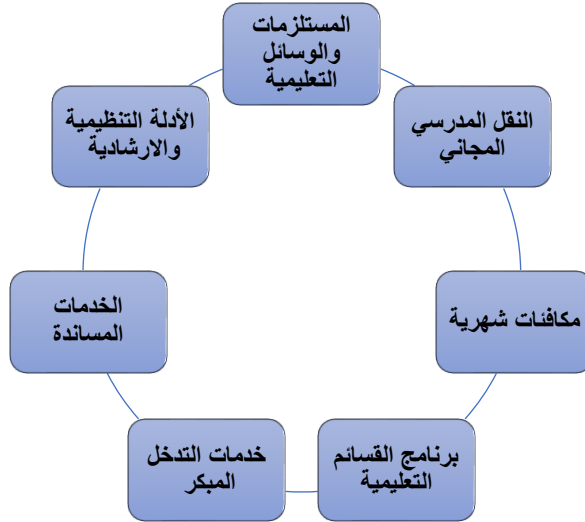 المستلزمات
والوسائل
التعليمية
النقل المدرسي
المجاني
مكافئات شهرية
برنامج القسائم
التعليمية
خدمات التدخل
المبكر
الخدمات
المساندة
الأدلة التنظيمية
والارشادية